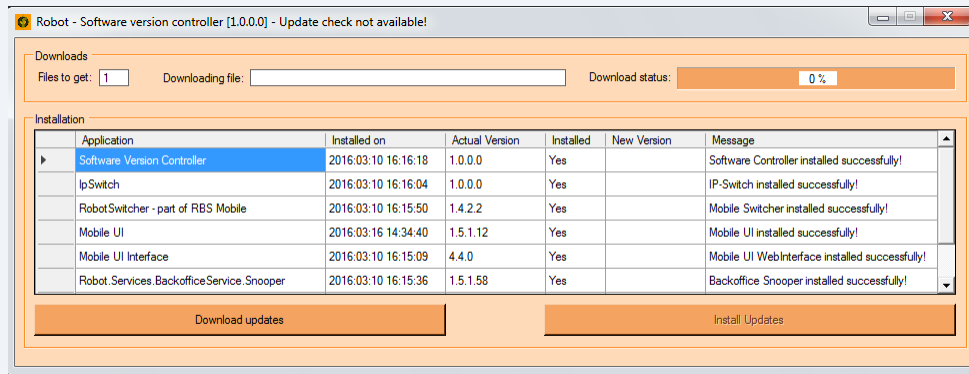 Robot - Software version controller [1.0.0.0] - Update check not available!
Downloads
Files to get: 1 Downloading file: Download status: 0 %
Installation
Application Installed on Actual Version Installed New Version Message
Software Version Controller 2016:03:10 16:16:18 1.0.0.0 Yes Software Controller installed successfully!
IpSwitch 2016:03:10 16:16:04 1.0.0.0 Yes IP-Switch installed successfully!
RobotSwitcher - part of RBS Mobile 2016:03:10 16:15:50 1.4.2.2 Yes Mobile Switcher installed successfully!
Mobile UI 2016:03:16 14:34:40 1.5.1.12 Yes Mobile UI installed successfully!
Mobile UI Interface 2016:03:10 16:15:09 4.4.0 Yes Mobile UI WebInterface installed successfully!
Robot.Services.BackofficeService.Snooper 2016:03:10 16:15:36 1.5.1.58 Yes Backoffice Snooper installed successfully!
Download updates Install Updates